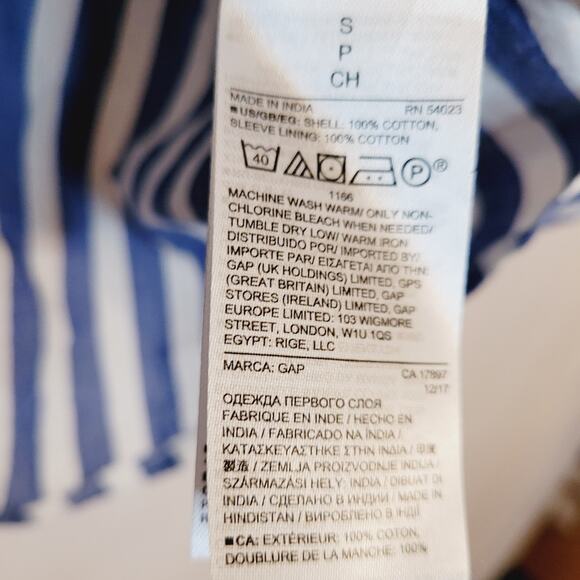 S
P
CH
MADE IN INDIA RN 54023
■US/GB/EG: SHELL: 100% COTTON,
SLEEVE LINING: 100% COTTON
40 P ®
1166
MACHINE WASH WARM/ ONLY NON-
CHLORINE BLEACH WHEN NEEDED/
TUMBLE DRY LOW/ WARM IRON
DISTRIBUIDO POR/ IMPORTED BY/
IMPORTE PAR/ ΕΙΣΑΓΕΤΑΙ ΑΠΟ ΤΗΝ:
GAP (UK HOLDINGS) LIMITED, GPS
(GREAT BRITAIN) LIMITED, GAP
STORES (IRELAND) LIMITED, GAP
EUROPE LIMITED: 103 WIGMORE
STREET, LONDON, W1U 1QS
EGYPT: RIGE, LLC
MARCA: GAP CA 17897
12/17
ОДЕЖДА ПЕРВОГО СЛОЯ
FABRIQUE EN INDE / HECHO EN
INDIA / FABRICADO NA ÍNDIA /
ΚΑΤΑΣΚΕΥΑΣΤΗΚΕ ΣΤΗΝ ΙΝΔΙΑ / 印度
製造 / ZEMLJA PROIZVODNJE INDIJA /
SZÁRMAZÁSI HELY: INDIA / DIBUAT DI
INDIA / СДЕЛАНО В ИНДИИ / MADE IN
HINDISTAN / ВИРОБЛЕНО В ІНДІЇ
■CA: EXTÉRIEUR: 100% COTON,
DOUBLURE DE LA MANCHE: 100%